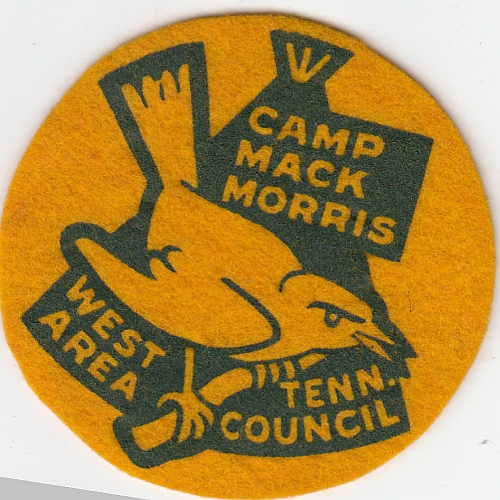 CAMP
MACK
MORRIS
WEST
AREA
TENN.
COUNCIL